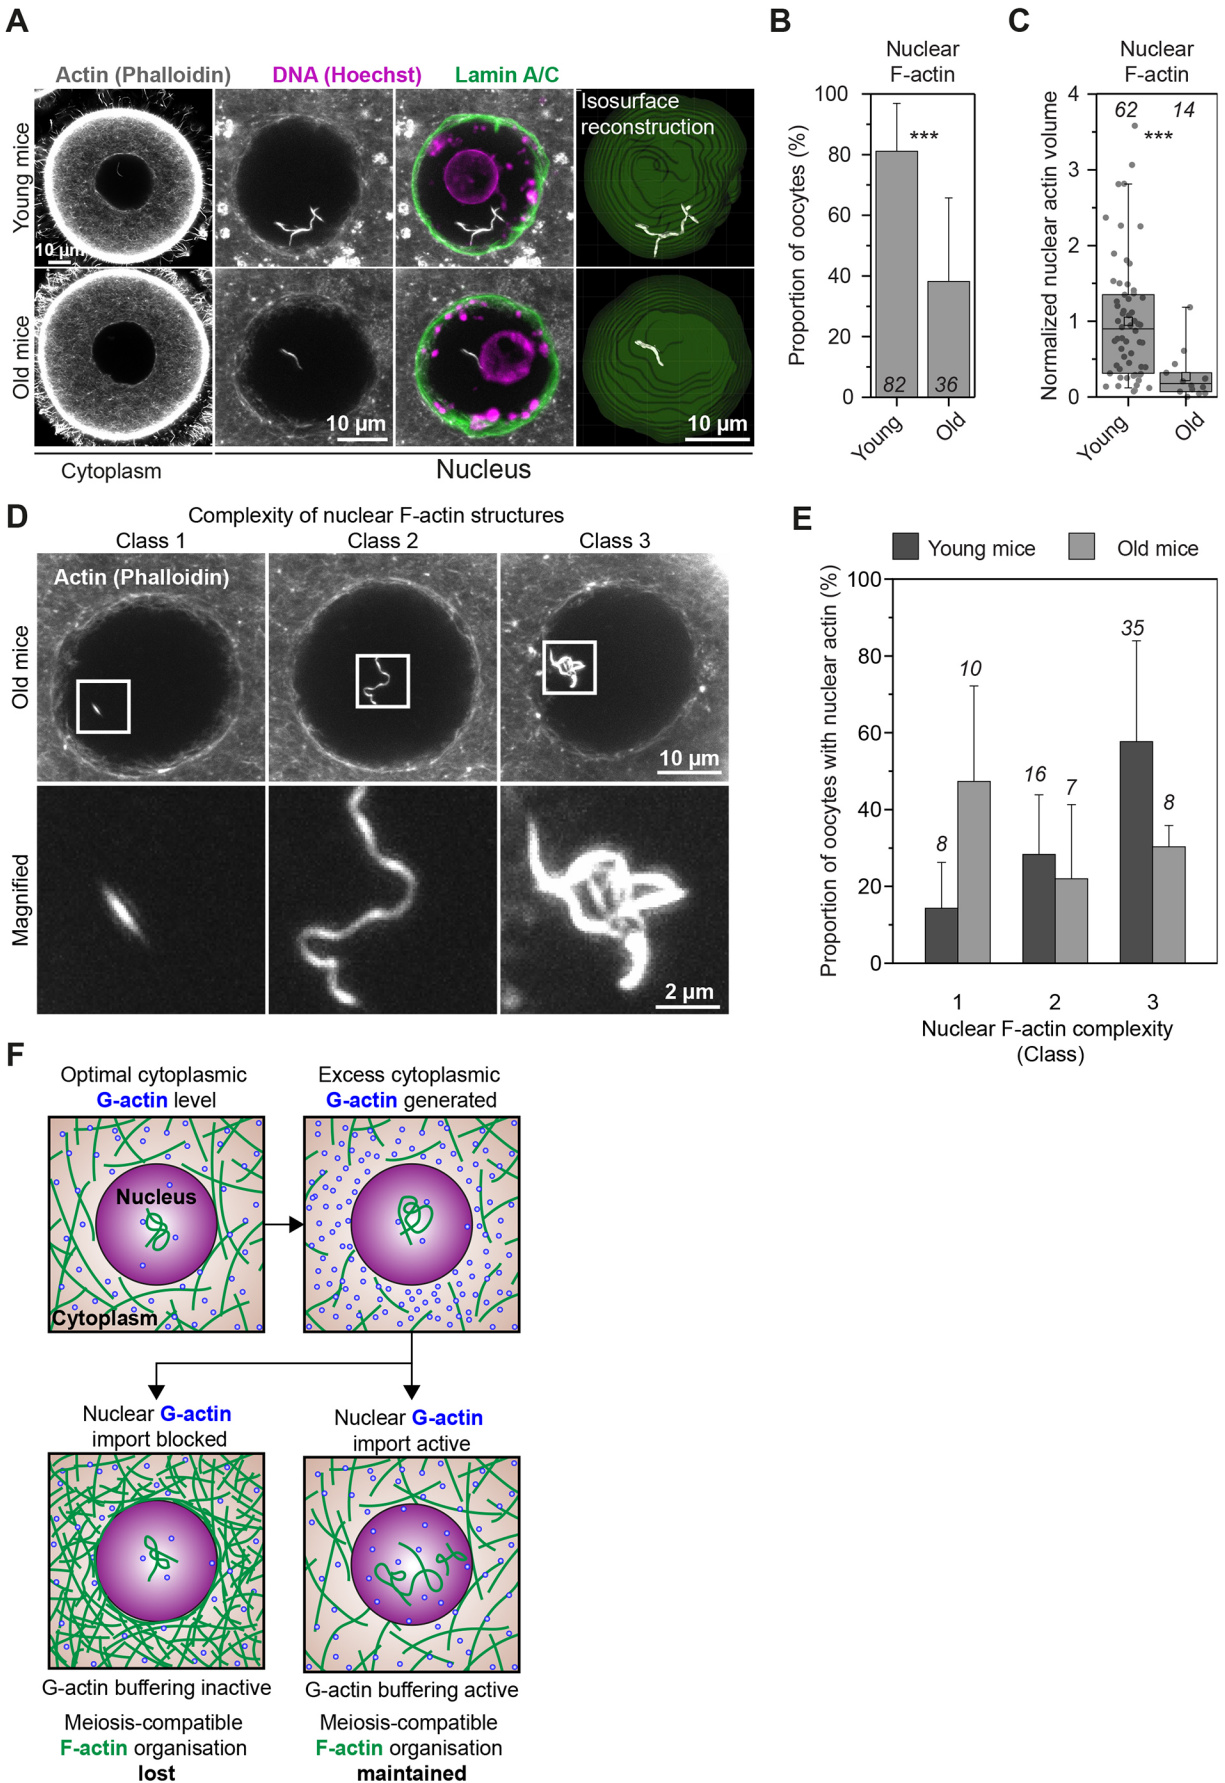 A
Actin (Phalloidin)
DNA (Hoechst)
Lamin A/C
Young mice
Old mice
Isosurface
reconstruction
10 µm
10 µm
10 µm
Cytoplasm
Nucleus
B
Nuclear
F-actin
Proportion of oocytes (%)
100
80
60
40
20
0
***
82
36
Young
Old
C
Nuclear
F-actin
Normalized nuclear actin volume
4
3
2
1
0
62
14
***
Young
Old
D
Complexity of nuclear F-actin structures
Class 1
Class 2
Class 3
Actin (Phalloidin)
Old mice
10 µm
Magnified
2 µm
E
Young mice
Old mice
Proportion of oocytes with nuclear actin (%)
100
80
60
40
20
0
8
10
16
7
35
8
1
2
3
Nuclear F-actin complexity
(Class)
F
Optimal cytoplasmic
G-actin level
Excess cytoplasmic
G-actin generated
Nucleus
Cytoplasm
Nuclear G-actin
import blocked
Nuclear G-actin
import active
G-actin buffering inactive
G-actin buffering active
Meiosis-compatible
F-actin organisation
lost
Meiosis-compatible
F-actin organisation
maintained